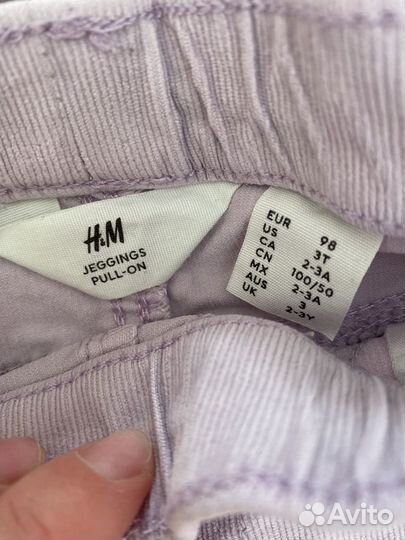 H&M
JEGGINGS
PULL-ON
EUR 98
US 3T
CA 2-3A
CN 100/50
MX 2-3A
AUS 3
UK 2-3Y
Avito